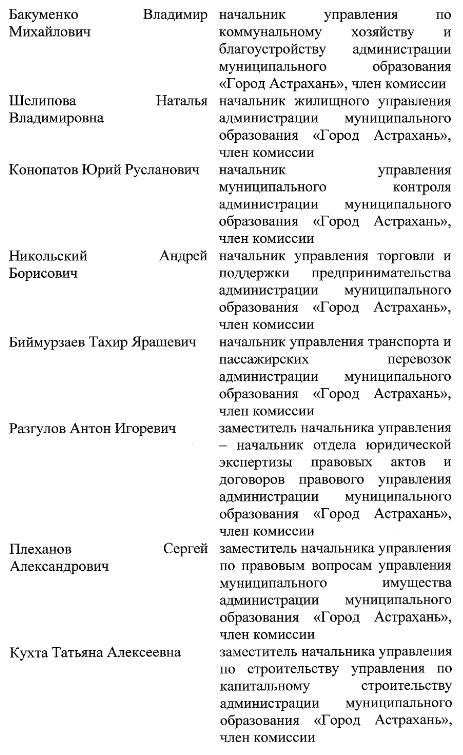 Бакуменко Владимир начальник управления по
Михайлович коммунальному хозяйству и
благоустройству администрации
муниципального образования
«Город Астрахань», член комиссии
Шелипова Наталья начальник жилищного управления
Владимировна администрации муниципального
образования «Город Астрахань»,
член комиссии
Конопатов Юрий Русланович начальник управления
муниципального контроля
администрации муниципального
образования «Город Астрахань»,
член комиссии
Никольский Андрей начальник управления торговли и
Борисович поддержки предпринимательства
администрации муниципального
образования «Город Астрахань»,
член комиссии
Биймурзаев Тахир Ярашевич начальник управления транспорта и
пассажирских перевозок
администрации муниципального
образования «Город Астрахань»,
член комиссии
Разгулов Антон Игоревич заместитель начальника управления
– начальник отдела юридической
экспертизы правовых актов и
договоров правового управления
администрации муниципального
образования «Город Астрахань»,
член комиссии
Плеханов Сергей заместитель начальника управления
Александрович по правовым вопросам управления
муниципального имущества
администрации муниципального
образования «Город Астрахань»,
член комиссии
Кухта Татьяна Алексеевна заместитель начальника управления
по строительству управления по
капитальному строительству
администрации муниципального
образования «Город Астрахань»,
член комиссии